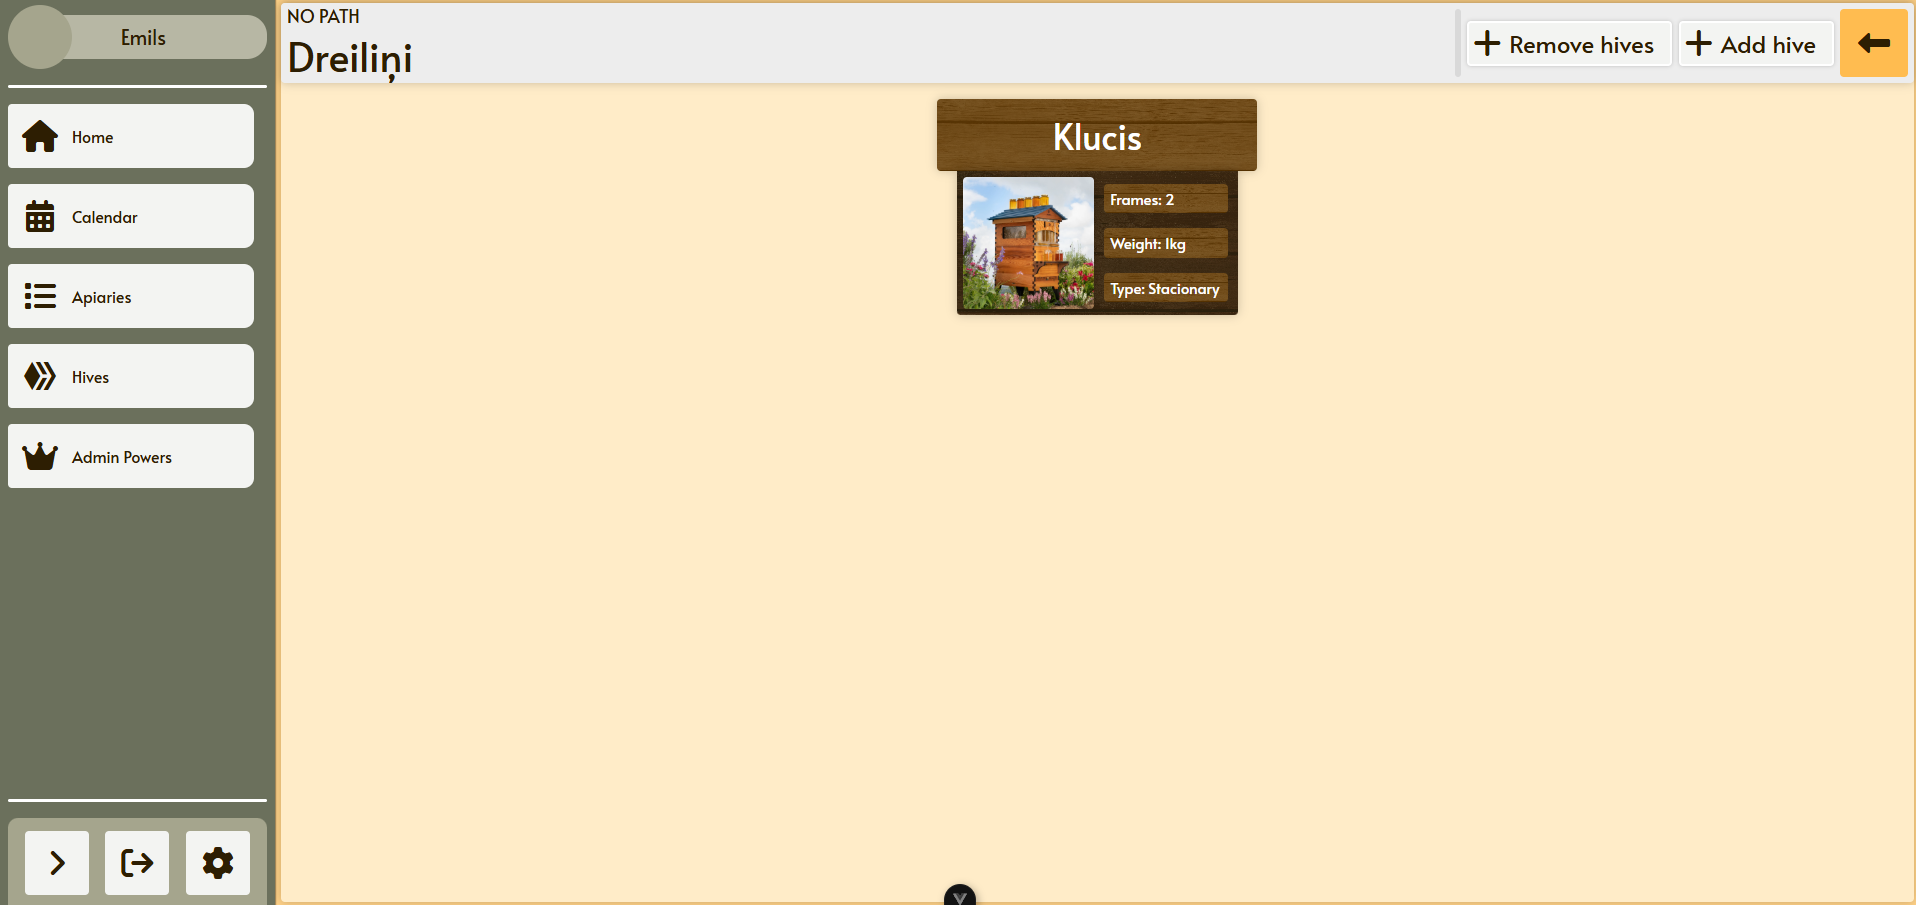 Emils
Home
Calendar
Apiaries
Hives
Admin Powers
NO PATH
Dreiliņi
Remove hives
Add hive
Klucis
Frames: 2
Weight: 1kg
Type: Stacionary